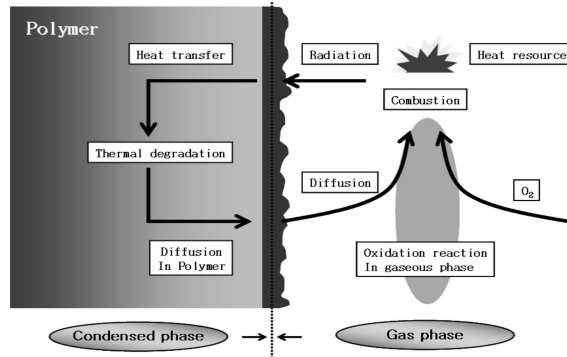 Polymer
Heat transfer
Radiation
Heat resource
Combustion
Thermal degradation
Diffusion
O₂
Diffusion
In Polymer
Oxidation reaction
In gaseous phase
Condensed phase
Gas phase